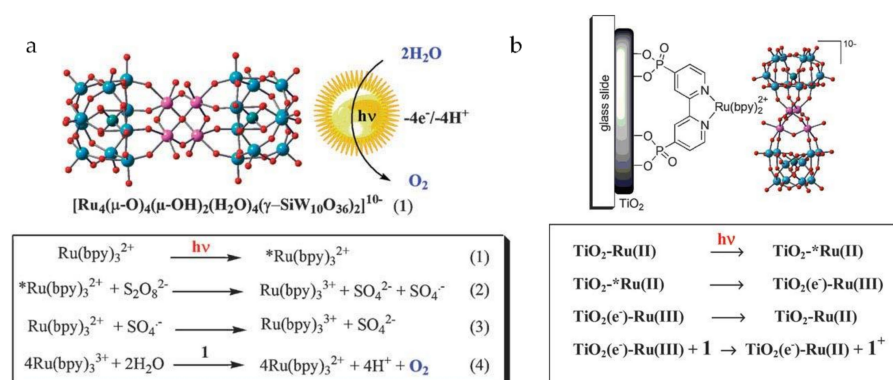 a
2H₂O
hν
-4e⁻/-4H⁺
O₂
[Ru₄(μ-O)₄(μ-OH)₂(H₂O)₄(γ-SiW₁₀O₃₆)₂]¹⁰⁻ (1)
Ru(bpy)₃²⁺ hν → *Ru(bpy)₃²⁺ (1)
*Ru(bpy)₃²⁺ + S₂O₈²⁻ → Ru(bpy)₃³⁺ + SO₄²⁻ + SO₄·⁻ (2)
Ru(bpy)₃²⁺ + SO₄·⁻ → Ru(bpy)₃³⁺ + SO₄²⁻ (3)
4Ru(bpy)₃³⁺ + 2H₂O 1 → 4Ru(bpy)₃²⁺ + 4H⁺ + O₂ (4)
b
glass slide
TiO₂
O
O
P
O
N
N
Ru(bpy)₂²⁺
O
O
P
O
10-
TiO₂-Ru(II) hν → TiO₂-*Ru(II)
TiO₂-*Ru(II) → TiO₂(e⁻)-Ru(III)
TiO₂(e⁻)-Ru(III) → TiO₂-Ru(II)
TiO₂(e⁻)-Ru(III) + 1 → TiO₂(e⁻)-Ru(II) + 1⁺